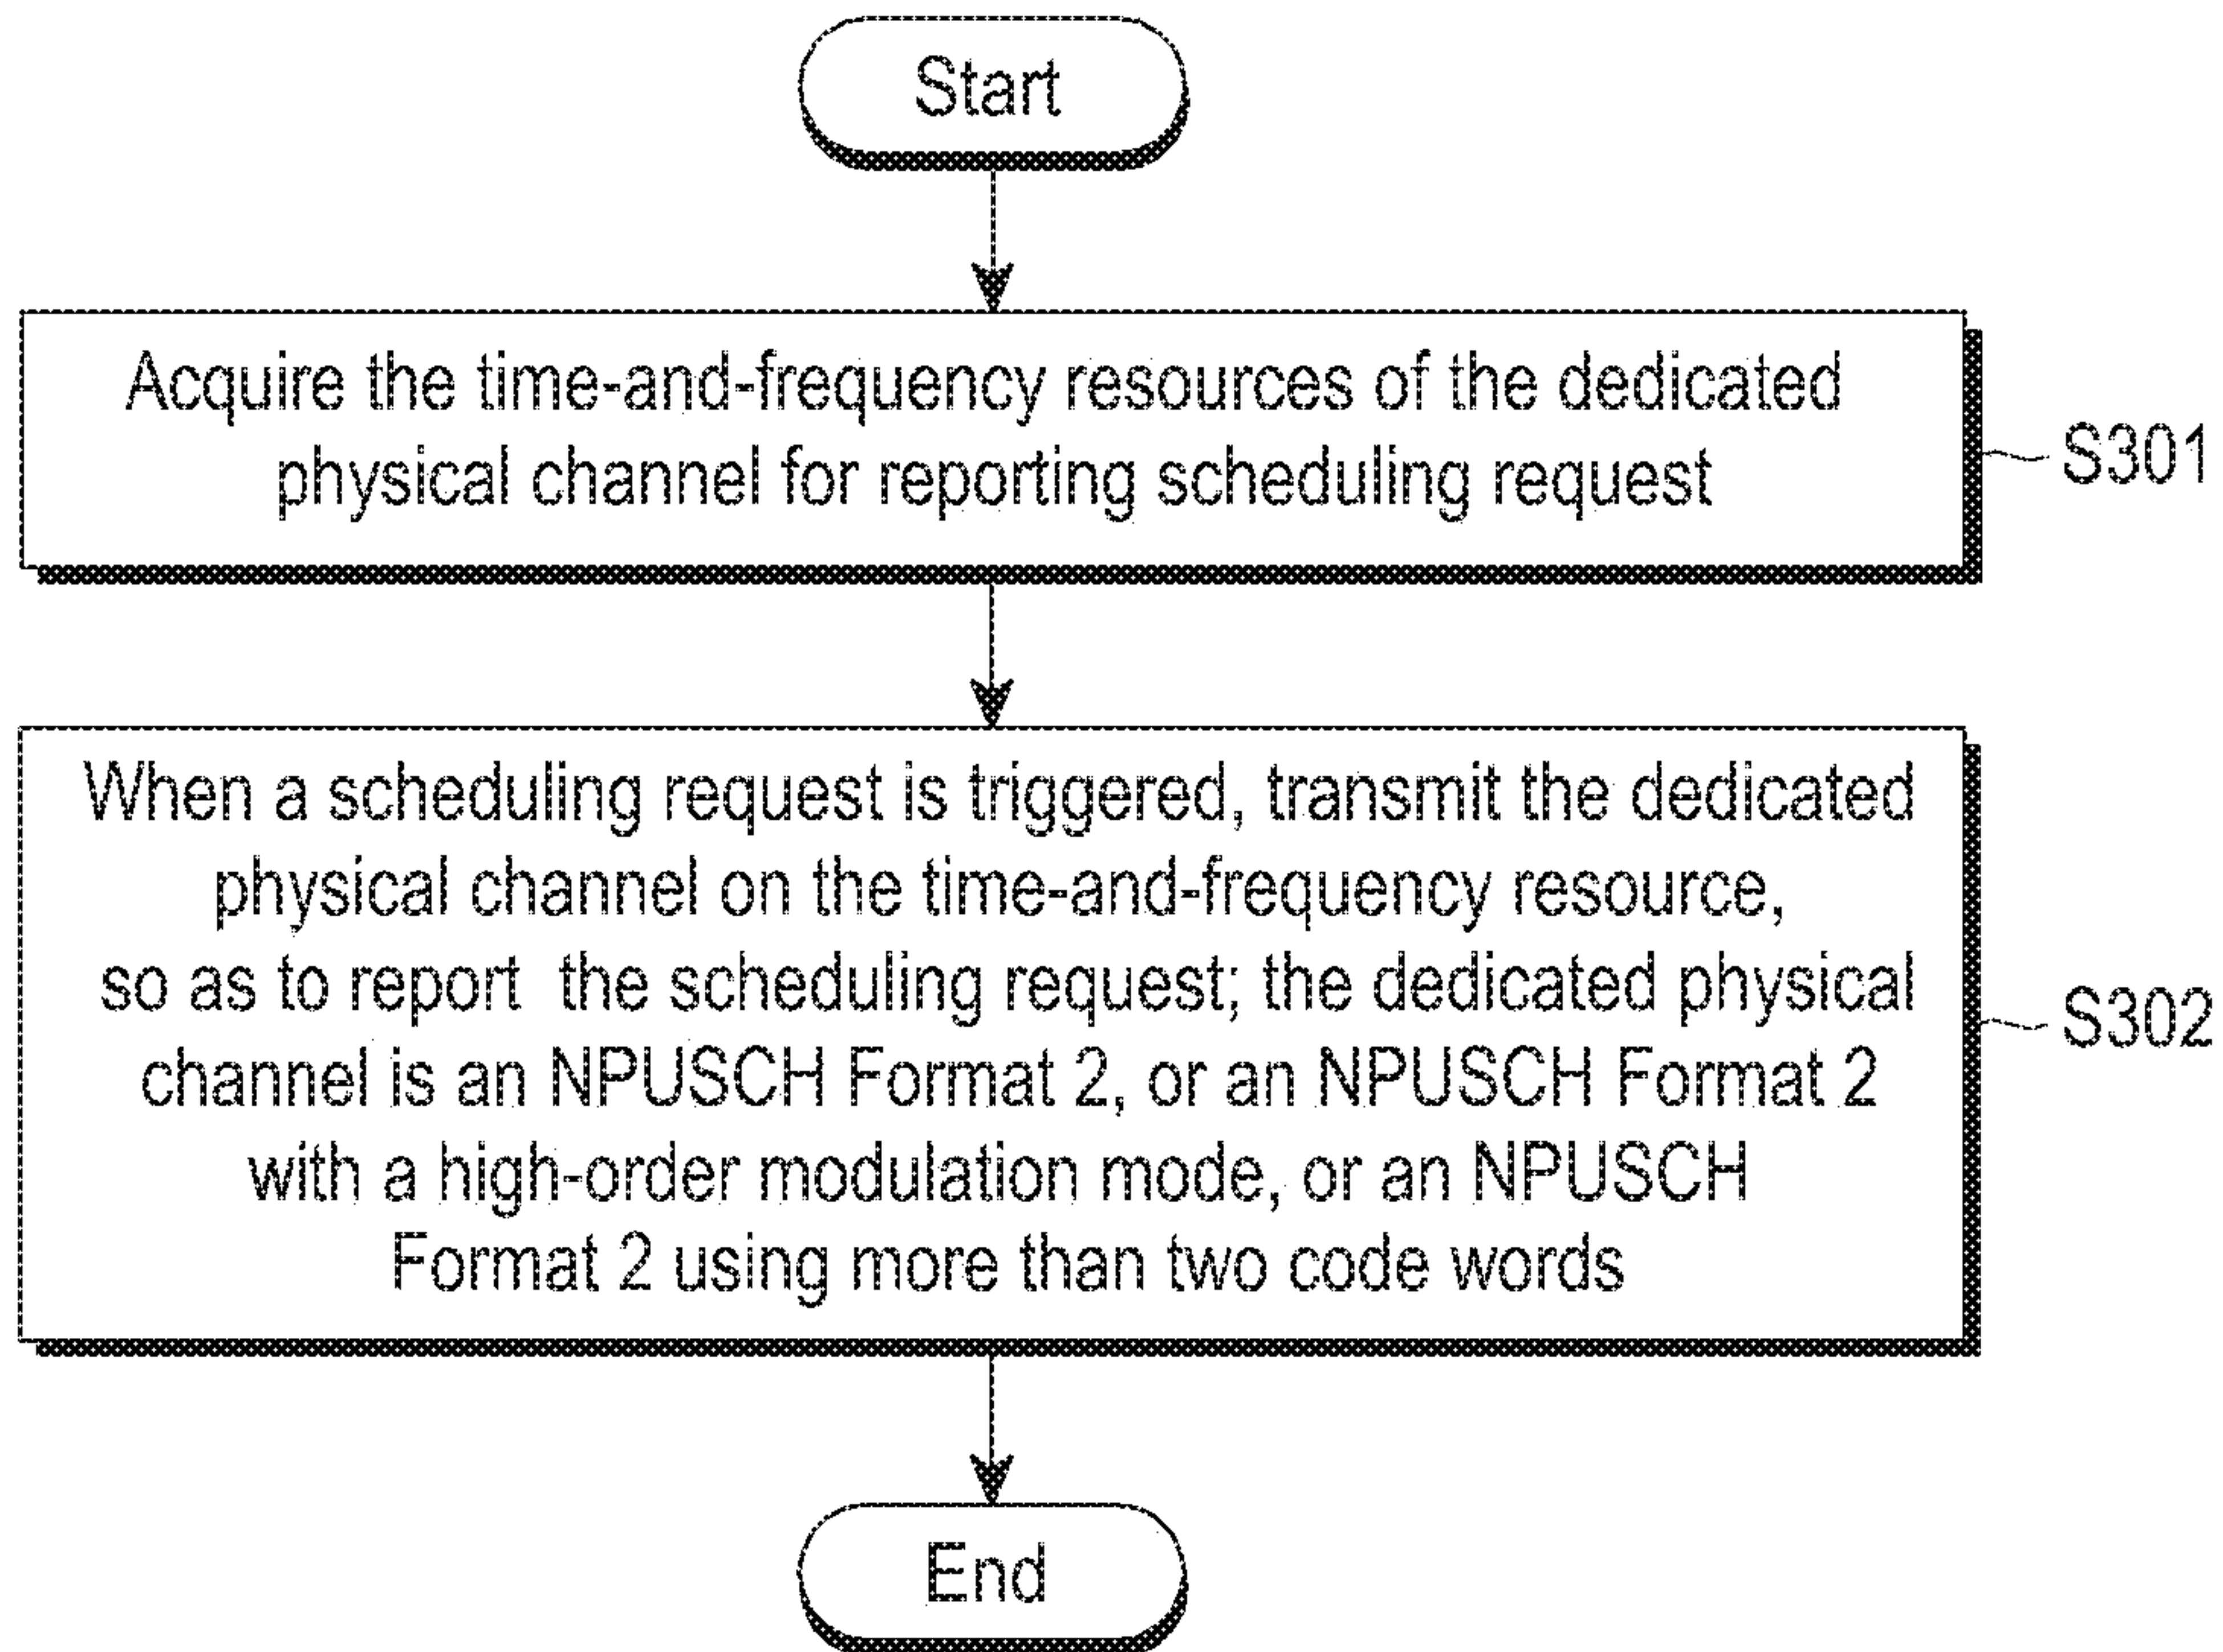 Start
Acquire the time-and-frequency resources of the dedicated
physical channel for reporting scheduling request
S301
When a scheduling request is triggered, transmit the dedicated
physical channel on the time-and-frequency resource,
so as to report the scheduling request; the dedicated physical
channel is an NPUSCH Format 2, or an NPUSCH Format 2
with a high-order modulation mode, or an NPUSCH
Format 2 using more than two code words
S302
End